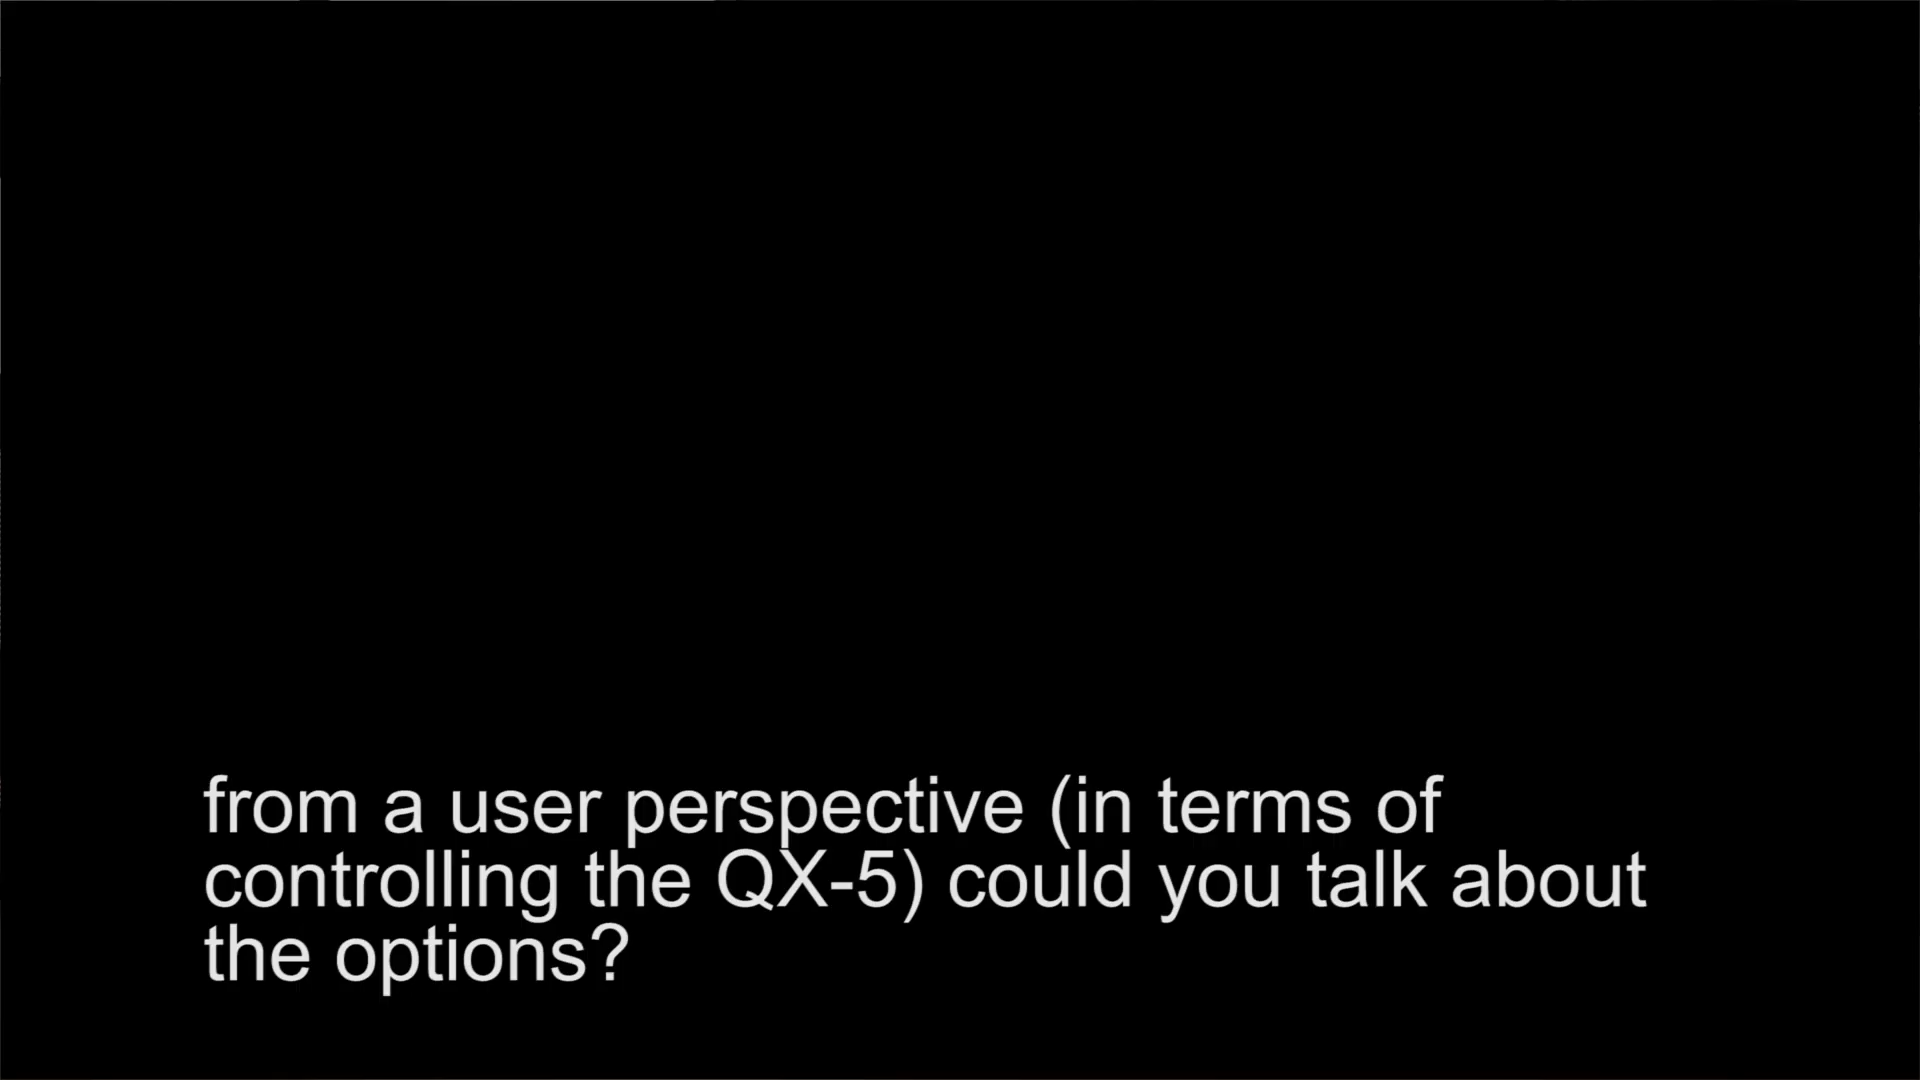 from a user perspective (in terms of
controlling the QX-5) could you talk about
the options?